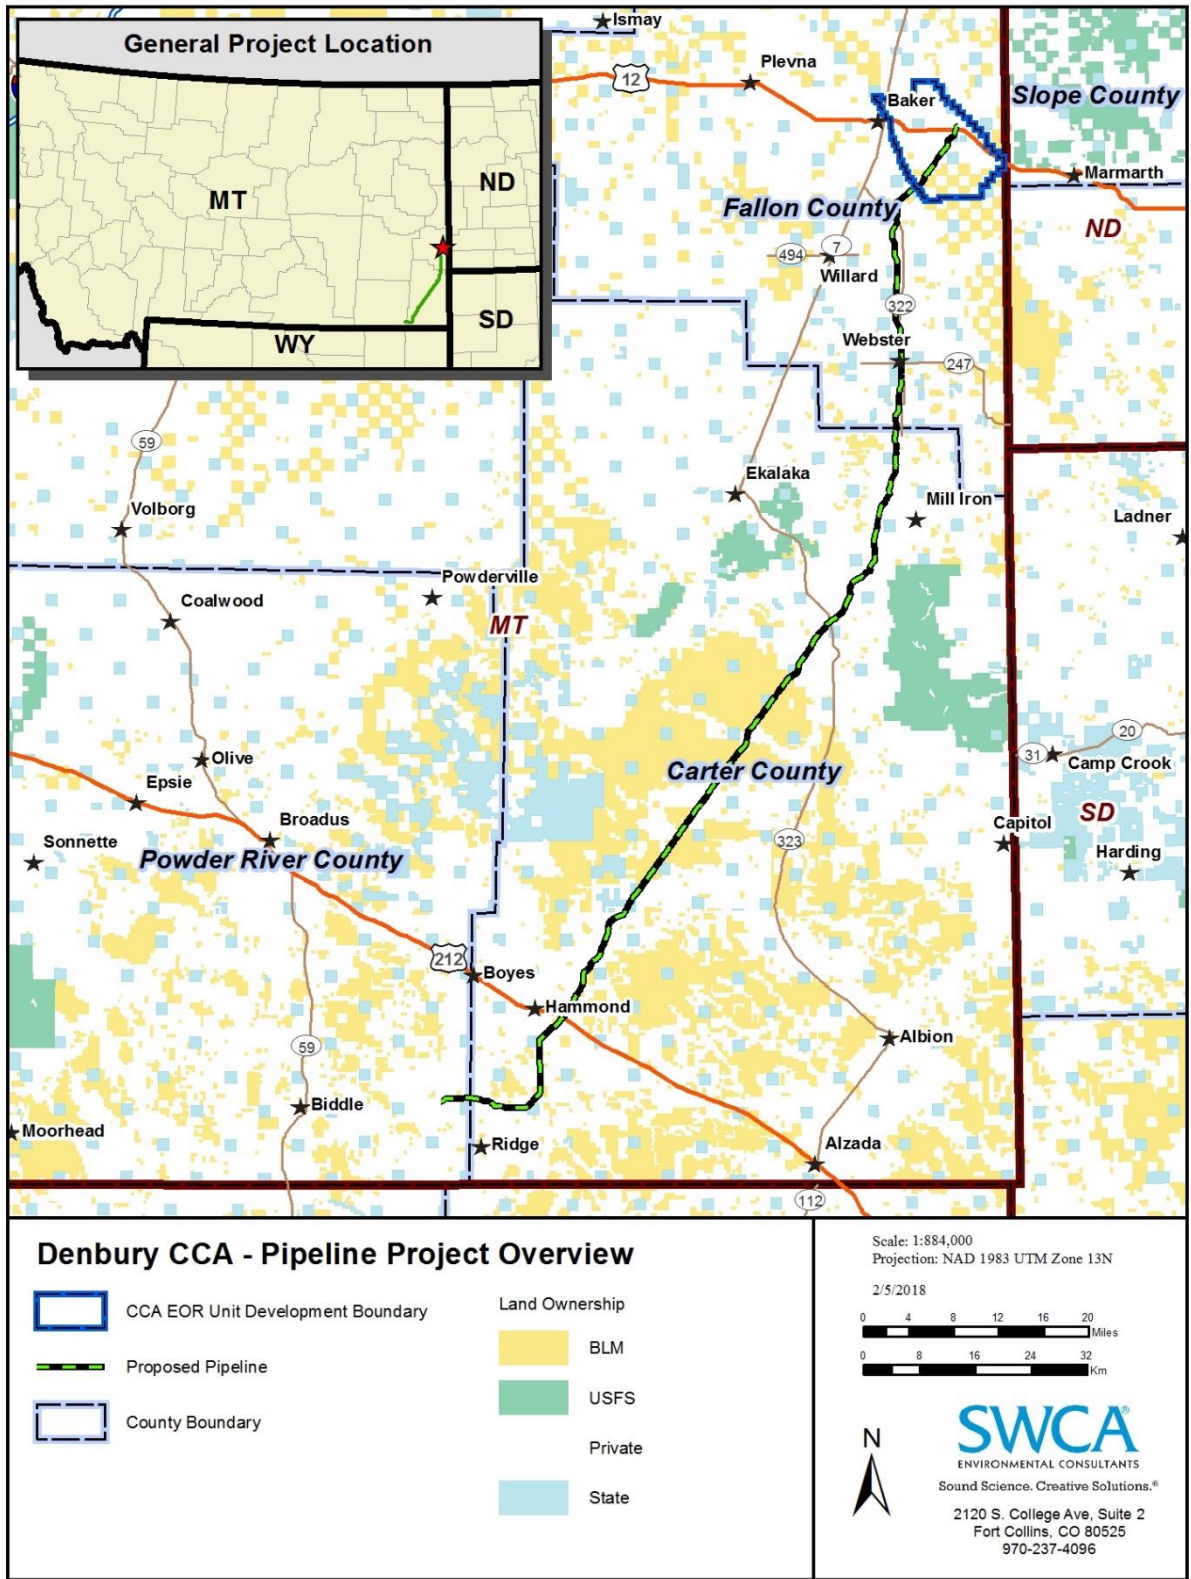 General Project Location
MT
ND
SD
WY
Ismay
12
Plevna
Baker
Slope County
Marmarth
Fallon County
ND
494
7
Willard
322
Webster
247
59
Ekalaka
Mill Iron
Volborg
Ladner
Powderville
Coalwood
MT
Olive
20
31
Camp Crook
Epsie
Carter County
Broadus
Capitol
SD
Sonnette
323
Powder River County
Harding
212
Boyes
Hammond
Albion
59
Biddle
Moorhead
Ridge
Alzada
112
Denbury CCA - Pipeline Project Overview
CCA EOR Unit Development Boundary
Proposed Pipeline
County Boundary
Land Ownership
BLM
USFS
Private
State
Scale: 1:884,000
Projection: NAD 1983 UTM Zone 13N
2/5/2018
0 4 8 12 16 20
Miles
0 8 16 24 32
Km
N
SWCA®
ENVIRONMENTAL CONSULTANTS
Sound Science. Creative Solutions.®
2120 S. College Ave, Suite 2
Fort Collins, CO 80525
970-237-4096